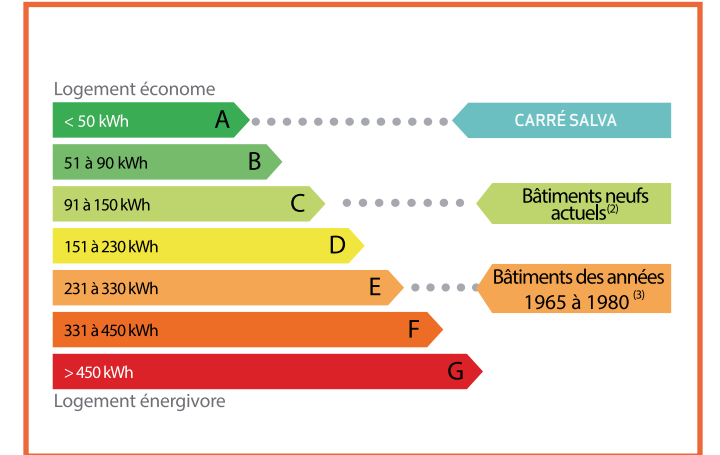 Logement économe
< 50 kWh A
CARRÉ SALVA
51 à 90 kWh B
91 à 150 kWh C
Bâtiments neufs
actuels(2)
151 à 230 kWh D
231 à 330 kWh E
Bâtiments des années
1965 à 1980 (3)
331 à 450 kWh F
> 450 kWh G
Logement énergivore